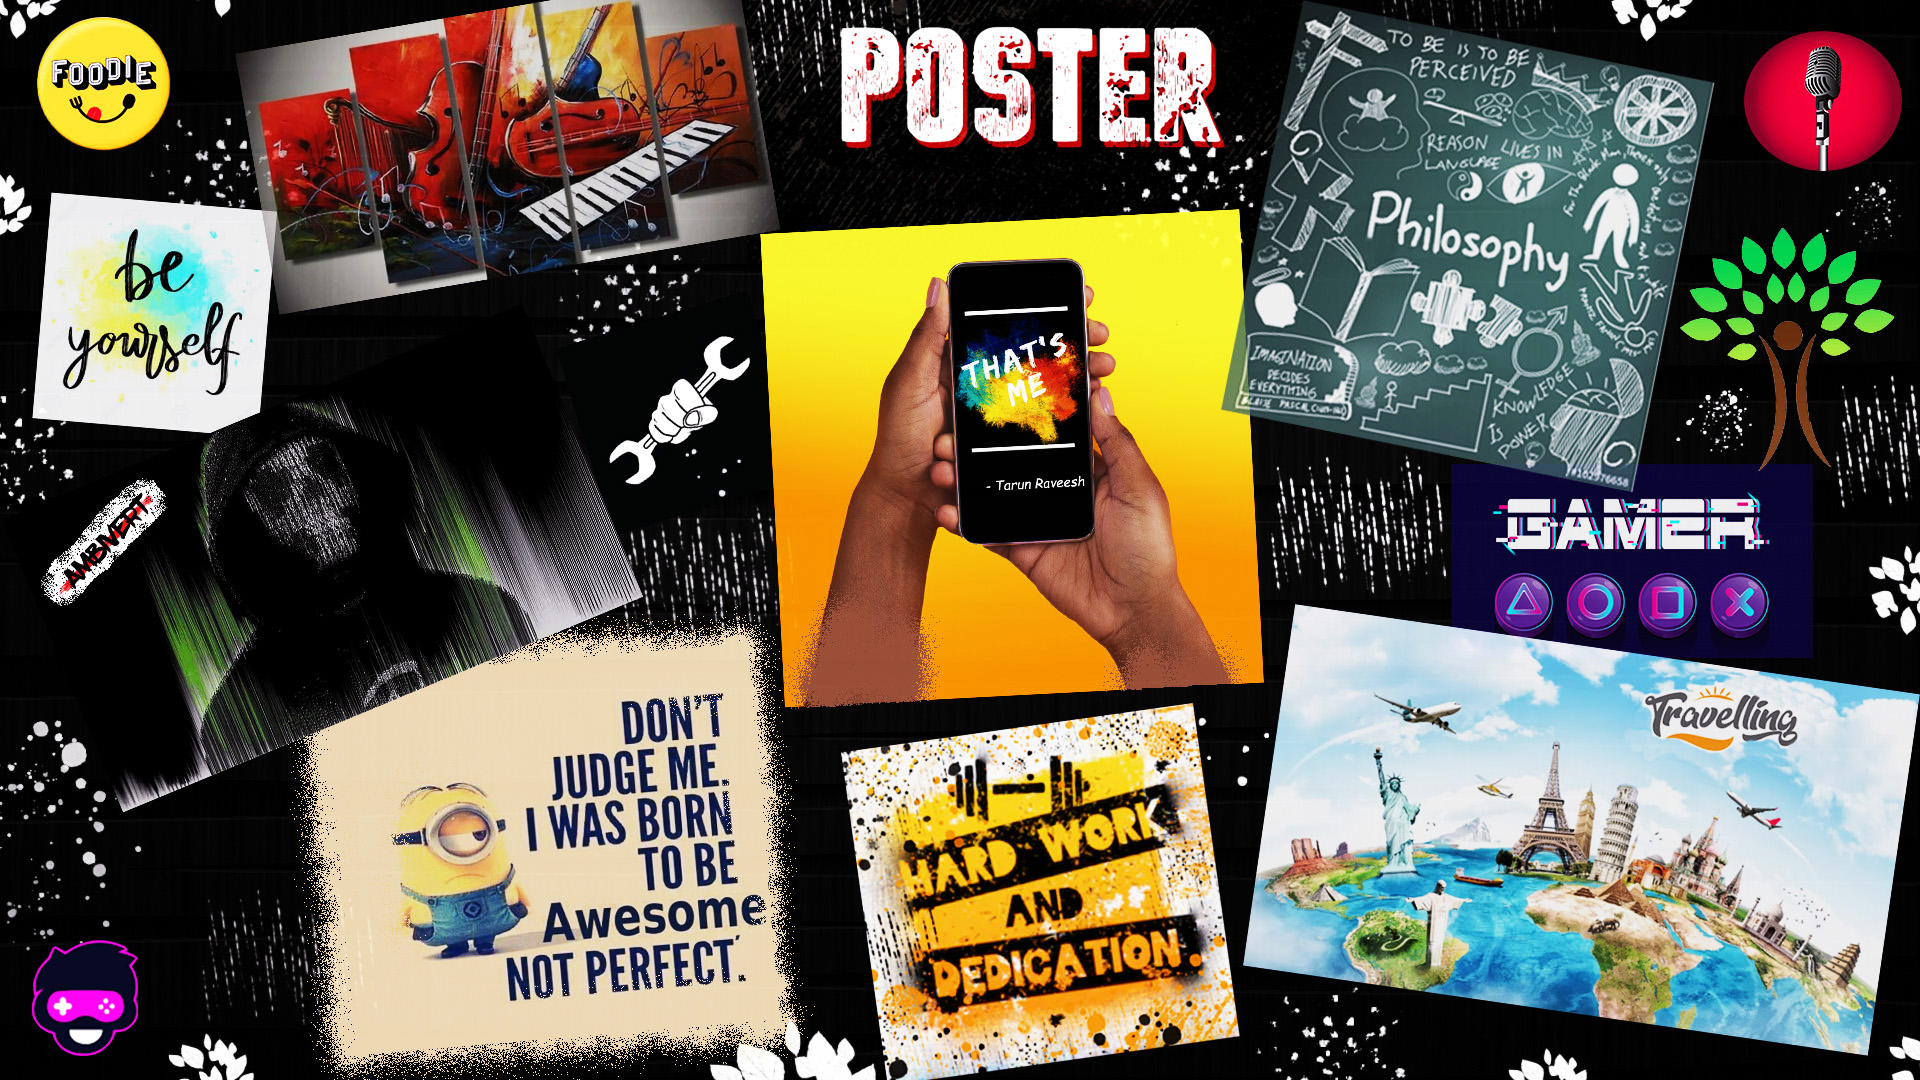 POSTER
FOODIE
be
yourself
AMBIVERT
DON'T
JUDGE ME.
I WAS BORN
TO BE
Awesome
NOT PERFECT.
THAT'S
ME
- Tarun Raveesh
HARD WORK
AND
DEDICATION.
TO BE IS TO BE
PERCEIVED
REASON LIVES IN
LANGUAGE
Philosophy
IMAGINATION
DECIDES
EVERYTHING
BLAISE PASCAL
KNOWLEDGE
IS
POWER
GAMER
Travelling